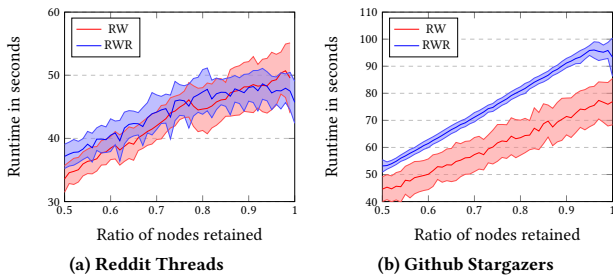 RW
RWR
60
50
40
30
0.5 0.6 0.7 0.8 0.9 1
Runtime in seconds
Ratio of nodes retained
(a) Reddit Threads
RW
RWR
110
100
90
80
70
60
50
40
0.5 0.6 0.7 0.8 0.9 1
Runtime in seconds
Ratio of nodes retained
(b) Github Stargazers